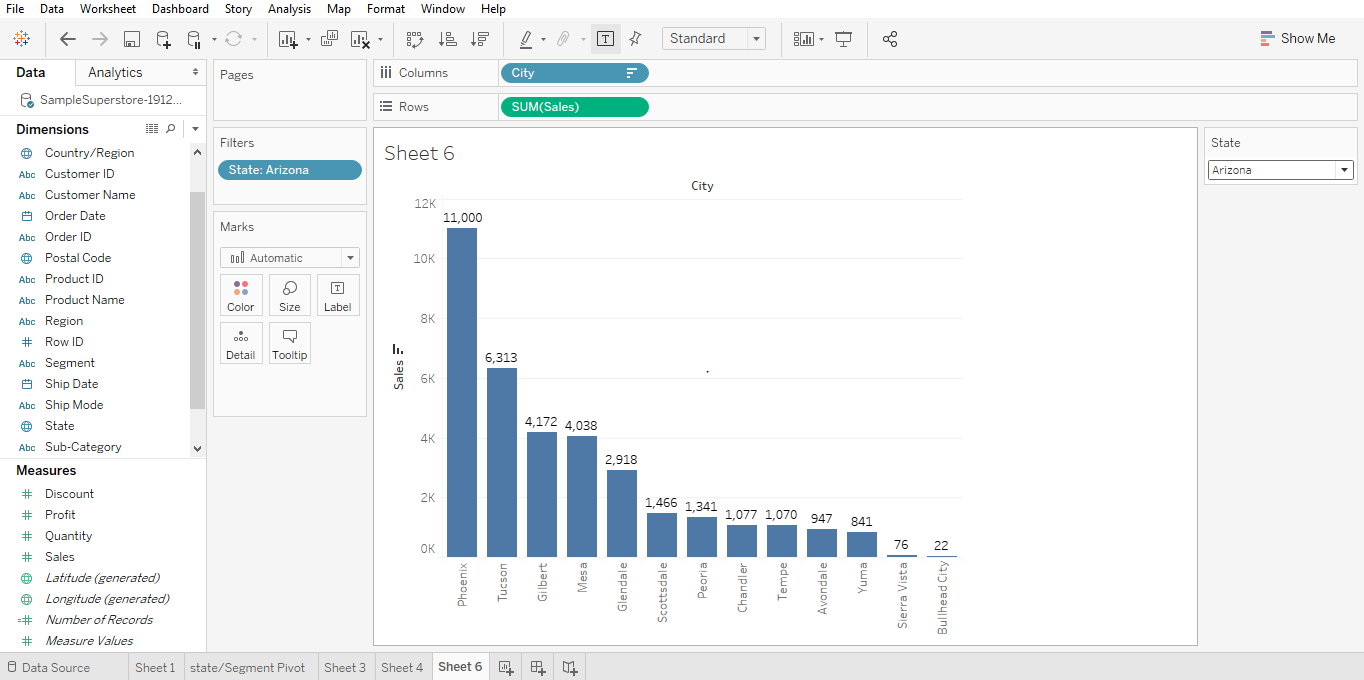 File Data Worksheet Dashboard Story Analysis Map Format Window Help
Standard
Show Me
Data Analytics
SampleSuperstore-1912...
Dimensions
Abc Country/Region
Abc Customer ID
Abc Customer Name
Order Date
Abc Order ID
Postal Code
Abc Product ID
Abc Product Name
Abc Region
# Row ID
Abc Segment
Ship Date
Abc Ship Mode
State
Abc Sub-Category
Measures
# Discount
# Profit
# Quantity
# Sales
Latitude (generated)
Longitude (generated)
=# Number of Records
# Measure Values
Pages
Filters
State: Arizona
Marks
Automatic
Color Size T Label
Detail Tooltip
Columns City
Rows SUM(Sales)
Sheet 6
City
Sales
12K
10K
8K
6K
4K
2K
0K
11,000
6,313
4,172
4,038
2,918
1,466
1,341
1,077
1,070
947
841
76
22
Phoenix
Tucson
Gilbert
Mesa
Glendale
Scottsdale
Peoria
Chandler
Tempe
Avondale
Yuma
Sierra Vista
Bullhead City
State
Arizona
Data Source Sheet 1 state/Segment Pivot Sheet 3 Sheet 4 Sheet 6